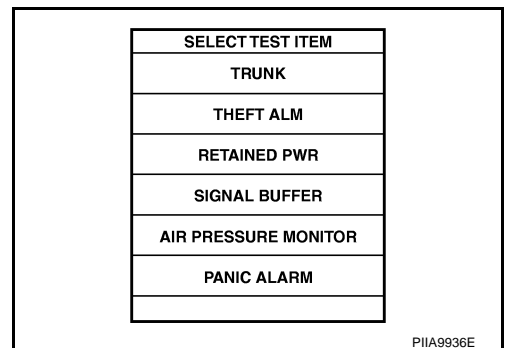 SELECT TEST ITEM
TRUNK
THEFT ALM
RETAINED PWR
SIGNAL BUFFER
AIR PRESSURE MONITOR
PANIC ALARM
PIIA9936E